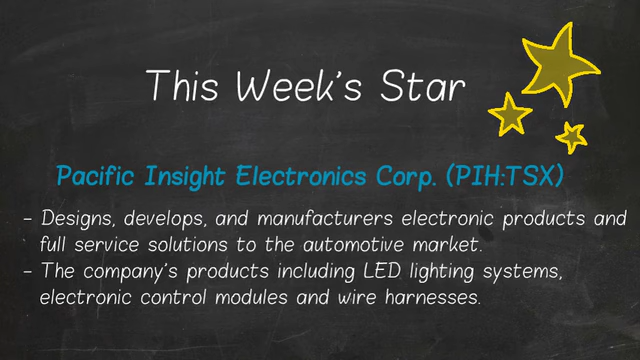 This Week's Star
Pacific Insight Electronics Corp. (PIH:TSX)
- Designs, develops, and manufacturers electronic products and
full service solutions to the automotive market.
- The company's products including LED lighting systems,
electronic control modules and wire harnesses.